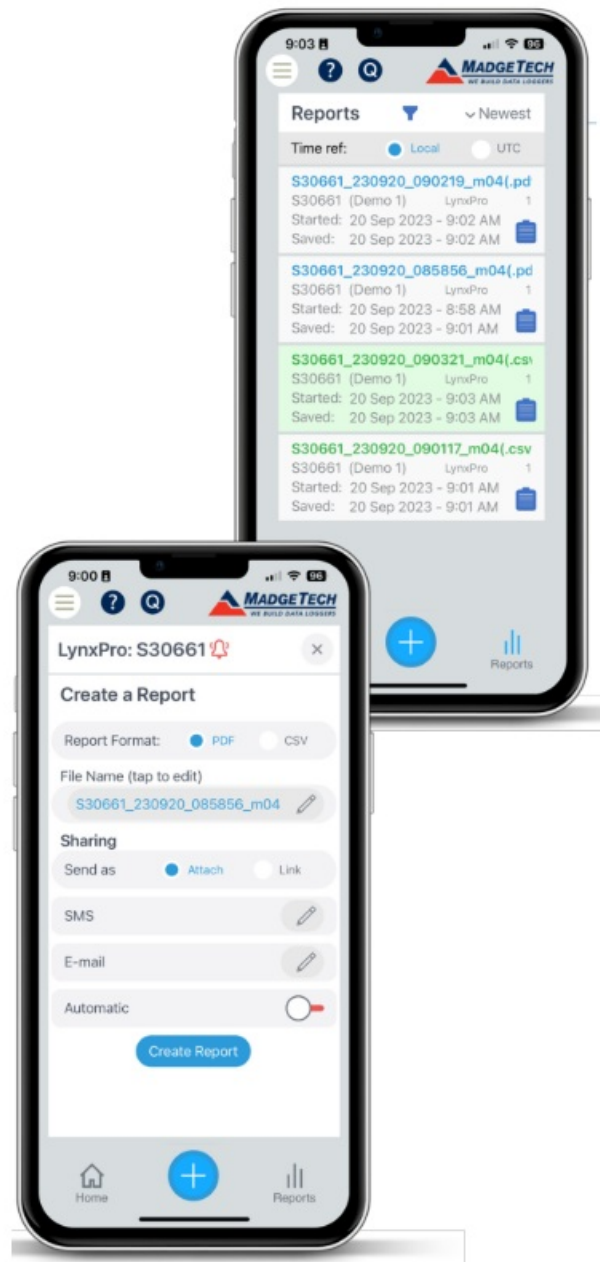 9:03
96
? Q MADGETECH
WE BUILD DATA LOGGERS
Reports Newest
Time ref: Local UTC
S30661_230920_090219_m04(.pd
S30661 (Demo 1) LynxPro 1
Started: 20 Sep 2023 - 9:02 AM
Saved: 20 Sep 2023 - 9:02 AM
S30661_230920_085856_m04(.pd
S30661 (Demo 1) LynxPro 1
Started: 20 Sep 2023 - 8:58 AM
Saved: 20 Sep 2023 - 9:01 AM
S30661_230920_090321_m04(.csv
S30661 (Demo 1) LynxPro 1
Started: 20 Sep 2023 - 9:03 AM
Saved: 20 Sep 2023 - 9:03 AM
S30661_230920_090117_m04(.csv
S30661 (Demo 1) LynxPro 1
Started: 20 Sep 2023 - 9:01 AM
Saved: 20 Sep 2023 - 9:01 AM
Reports
9:00
96
? Q MADGETECH
WE BUILD DATA LOGGERS
LynxPro: S30661
Create a Report
Report Format: PDF CSV
File Name (tap to edit)
S30661_230920_085856_m04
Sharing
Send as Attach Link
SMS
E-mail
Automatic
Create Report
Home Reports